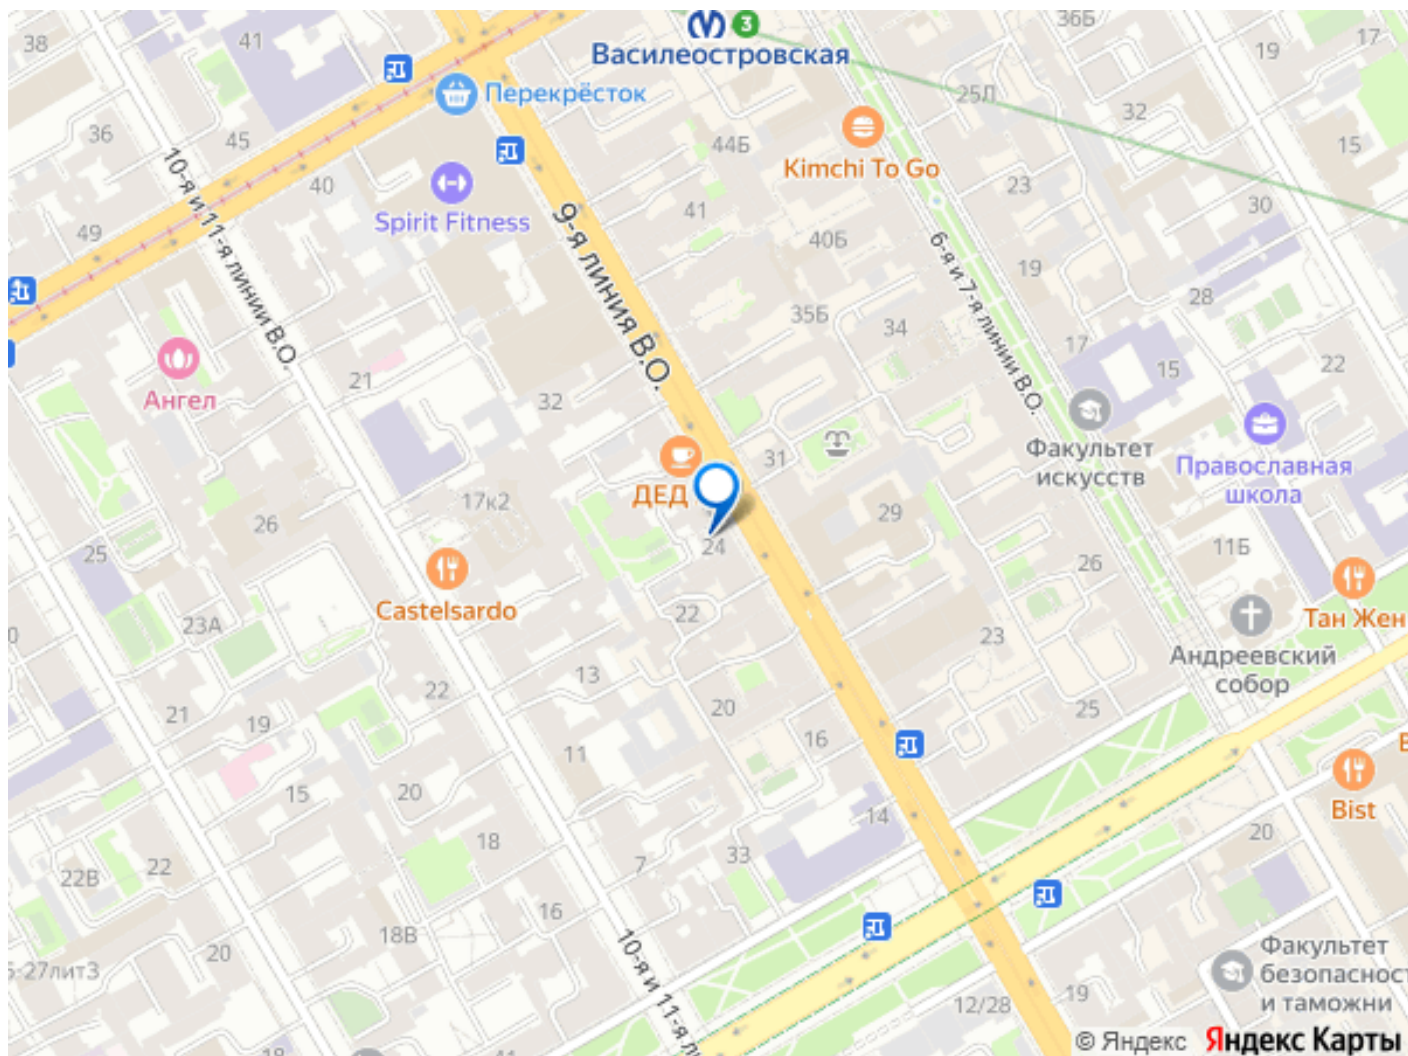 38
41
3
Василеостровская
36Б
19
17
Перекрёсток
25Л
32
36
45
44Б
Kimchi To Go
15
40
Spirit Fitness
41
23
30
49
10-я и 11-я линии В.О.
9-я линия В.О.
40Б
6-я и 7-я линии В.О.
19
28
35Б
34
17
15
22
Ангел
21
32
Факультет
искусств
Православная
школа
31
ДЕД
17к2
29
26
24
25
26
11Б
Castelsardo
22
23А
23
Тан Жен
Андреевский
собор
13
22
21
19
20
25
16
11
15
20
14
Bist
20
18
7
33
22В
22
16
18В
20
10-я и 11-я ли
Факультет
безопасност
и таможни
12/28
19
18
© Яндекс Яндекс Карты